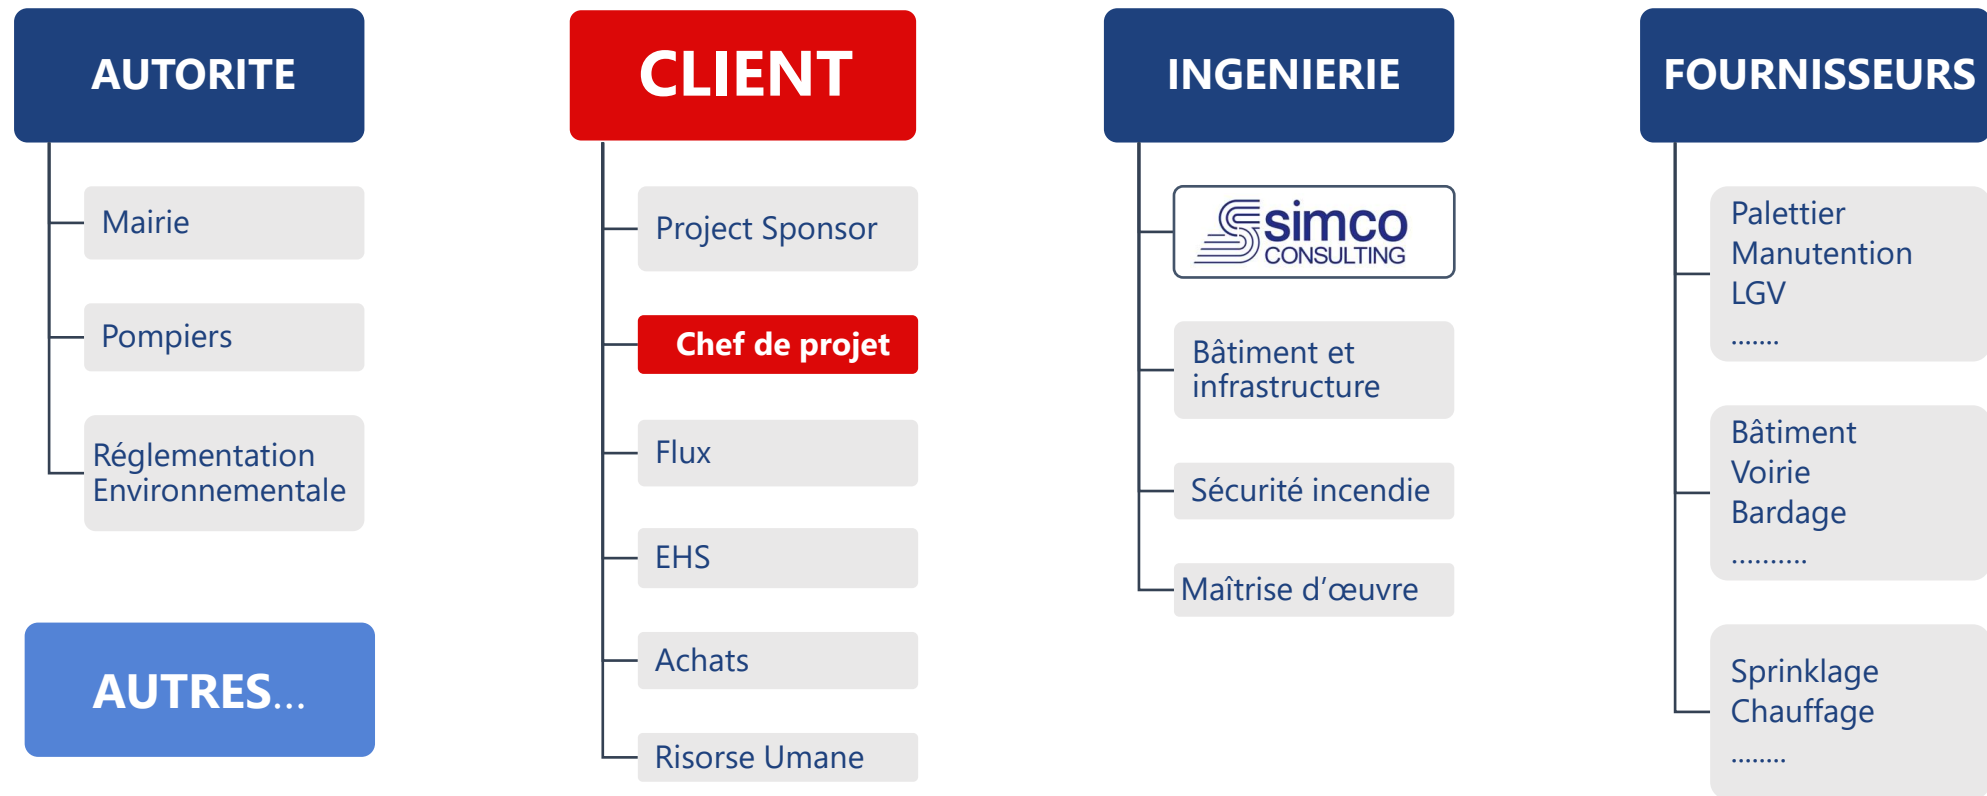 AUTORITE
Mairie
Pompiers
Réglementation
Environnementale
AUTRES...
CLIENT
Project Sponsor
Chef de projet
Flux
EHS
Achats
Risorse Umane
INGENIERIE
simco
CONSULTING
Bâtiment et
infrastructure
Sécurité incendie
Maîtrise d’œuvre
FOURNISSEURS
Palettier
Manutention
LGV
.......
Bâtiment
Voirie
Bardage
..........
Sprinklage
Chauffage
........